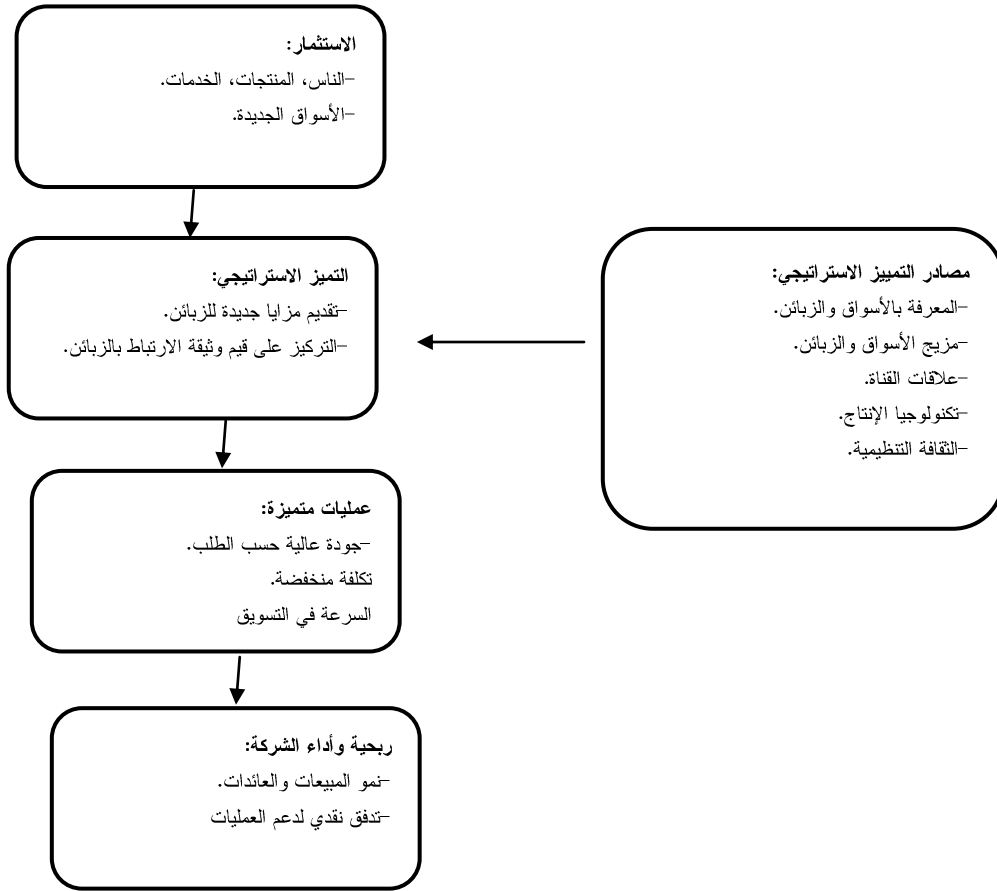 الاستثمار:
-الناس، المنتجات، الخدمات.
-الأسواق الجديدة.
التميز الاستراتيجي:
-تقديم مزايا جديدة للزبائن.
-التركيز على قيم وثيقة الارتباط بالزبائن.
مصادر التمييز الاستراتيجي:
-المعرفة بالأسواق والزبائن.
-مزيج الأسواق والزبائن.
-علاقات القناة.
-تكنولوجيا الإنتاج.
-الثقافة التنظيمية.
عمليات متميزة:
-جودة عالية حسب الطلب.
تكلفة منخفضة.
السرعة في التسويق
ربحية وأداء الشركة:
-نمو المبيعات والعائدات.
-تدفق نقدي لدعم العمليات